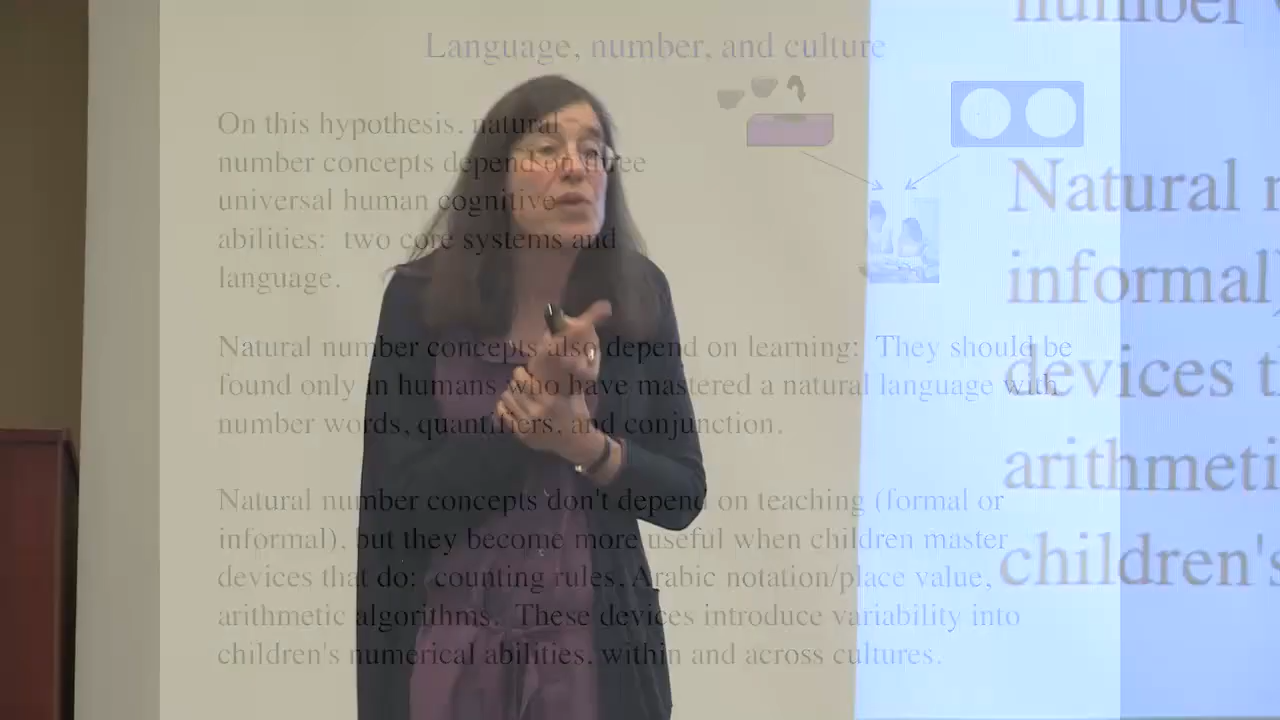 Language, number, and culture
On this hypothesis, natural
number concepts depend on three
universal human cognitive
abilities: two core systems and
language.
Natural number concepts also depend on learning: They should be
found only in humans who have mastered a natural language with
number words, quantifiers, and conjunction.
Natural number concepts don't depend on teaching (formal or
informal), but they become more useful when children master
devices that do: counting rules, Arabic notation/place value,
arithmetic algorithms. These devices introduce variability into
children's numerical abilities, within and across cultures.
number
Natural
informal)
devices
arithmeti
children's